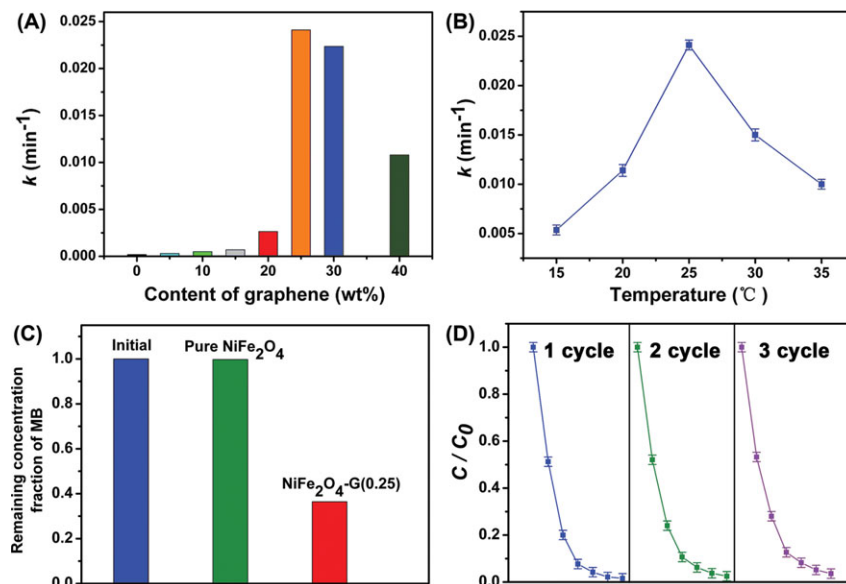 (A)
0.025
0.020
0.015
0.010
0.005
0.000
k (min⁻¹)
0 10 20 30 40
Content of graphene (wt%)
(B)
0.025
0.020
0.015
0.010
0.005
k (min⁻¹)
15 20 25 30 35
Temperature (℃)
(C)
1.0
0.8
0.6
0.4
0.2
0.0
Remaining concentration
fraction of MB
Initial
Pure NiFe₂O₄
NiFe₂O₄-G(0.25)
(D)
1.0
0.8
0.6
0.4
0.2
0.0
C / C₀
1 cycle
2 cycle
3 cycle